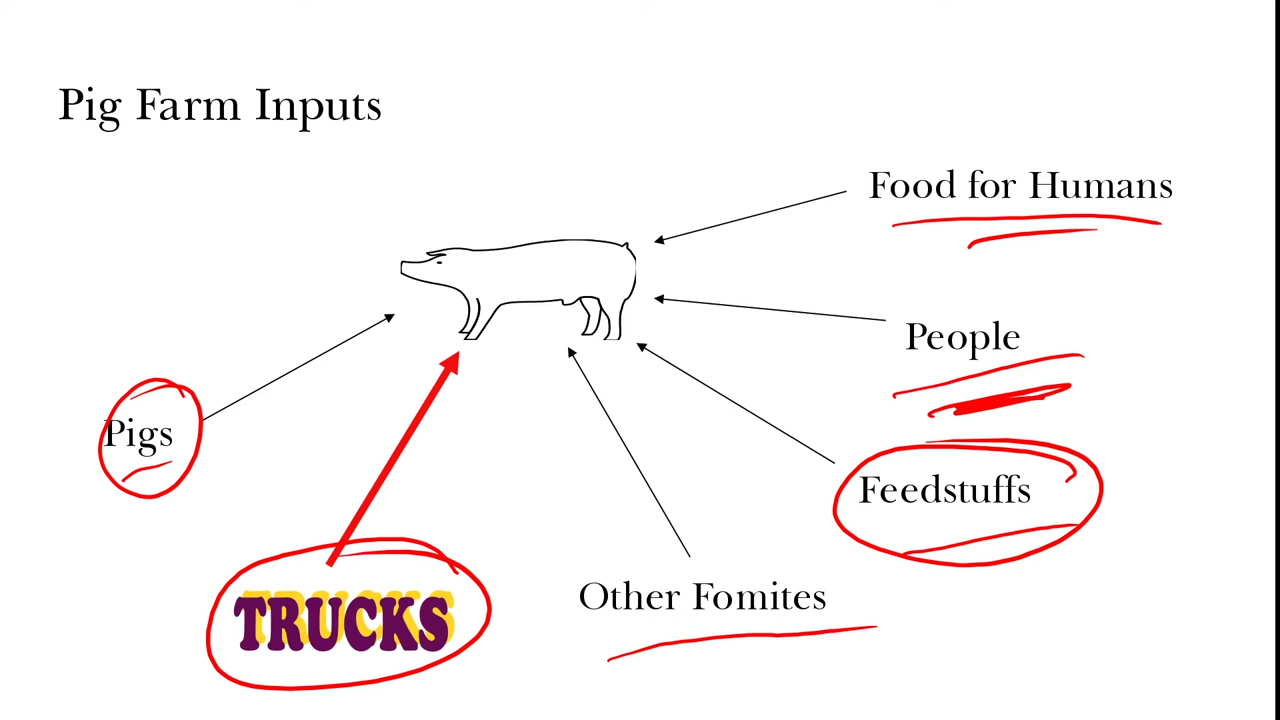 Pig Farm Inputs
Food for Humans
People
Pigs
Feedstuffs
Other Fomites
TRUCKS